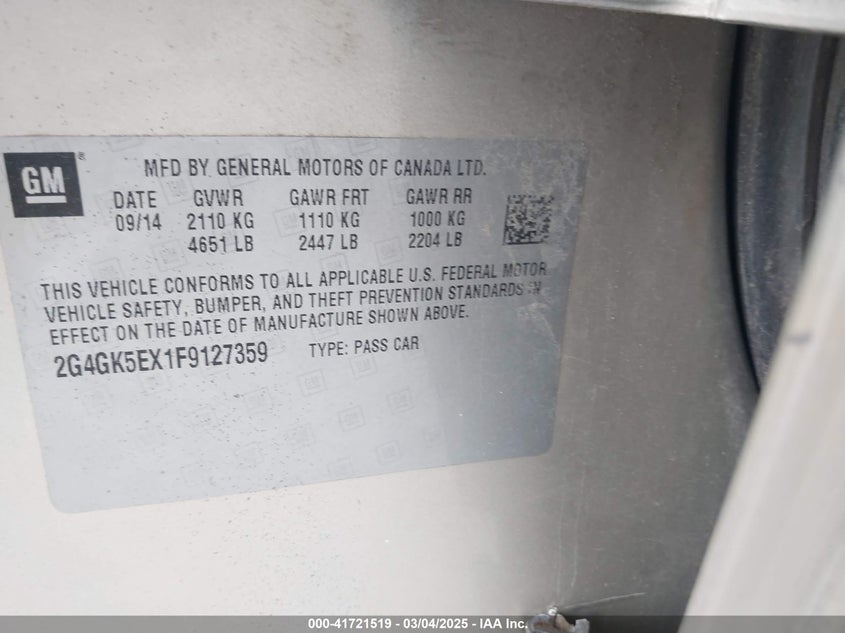 GM®
MFD BY GENERAL MOTORS OF CANADA LTD.
DATE GVWR GAWR FRT GAWR RR
09/14 2110 KG 1110 KG 1000 KG
4651 LB 2447 LB 2204 LB
THIS VEHICLE CONFORMS TO ALL APPLICABLE U.S. FEDERAL MOTOR
VEHICLE SAFETY, BUMPER, AND THEFT PREVENTION STANDARDS IN
EFFECT ON THE DATE OF MANUFACTURE SHOWN ABOVE.
2G4GK5EX1F9127359 TYPE: PASS CAR
000-41721519 - 03/04/2025 - IAA Inc.